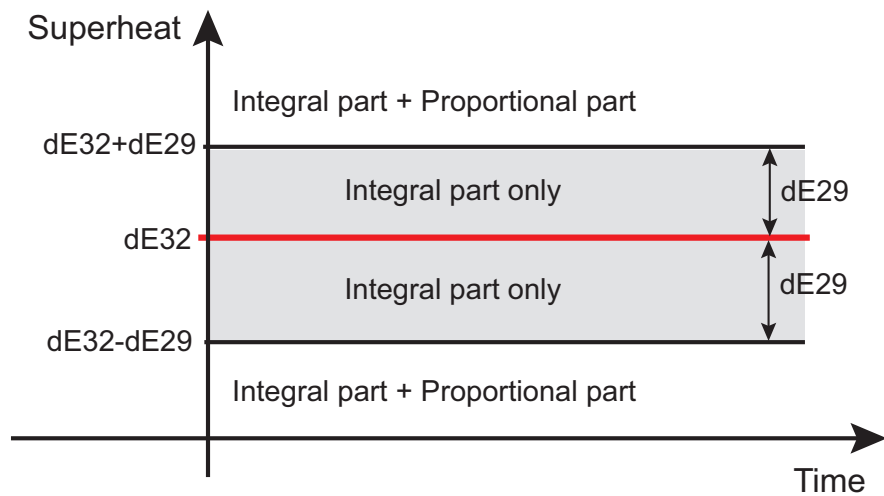 Superheat
Integral part + Proportional part
dE32+dE29
Integral part only
dE29
dE32
Integral part only
dE29
dE32-dE29
Integral part + Proportional part
Time